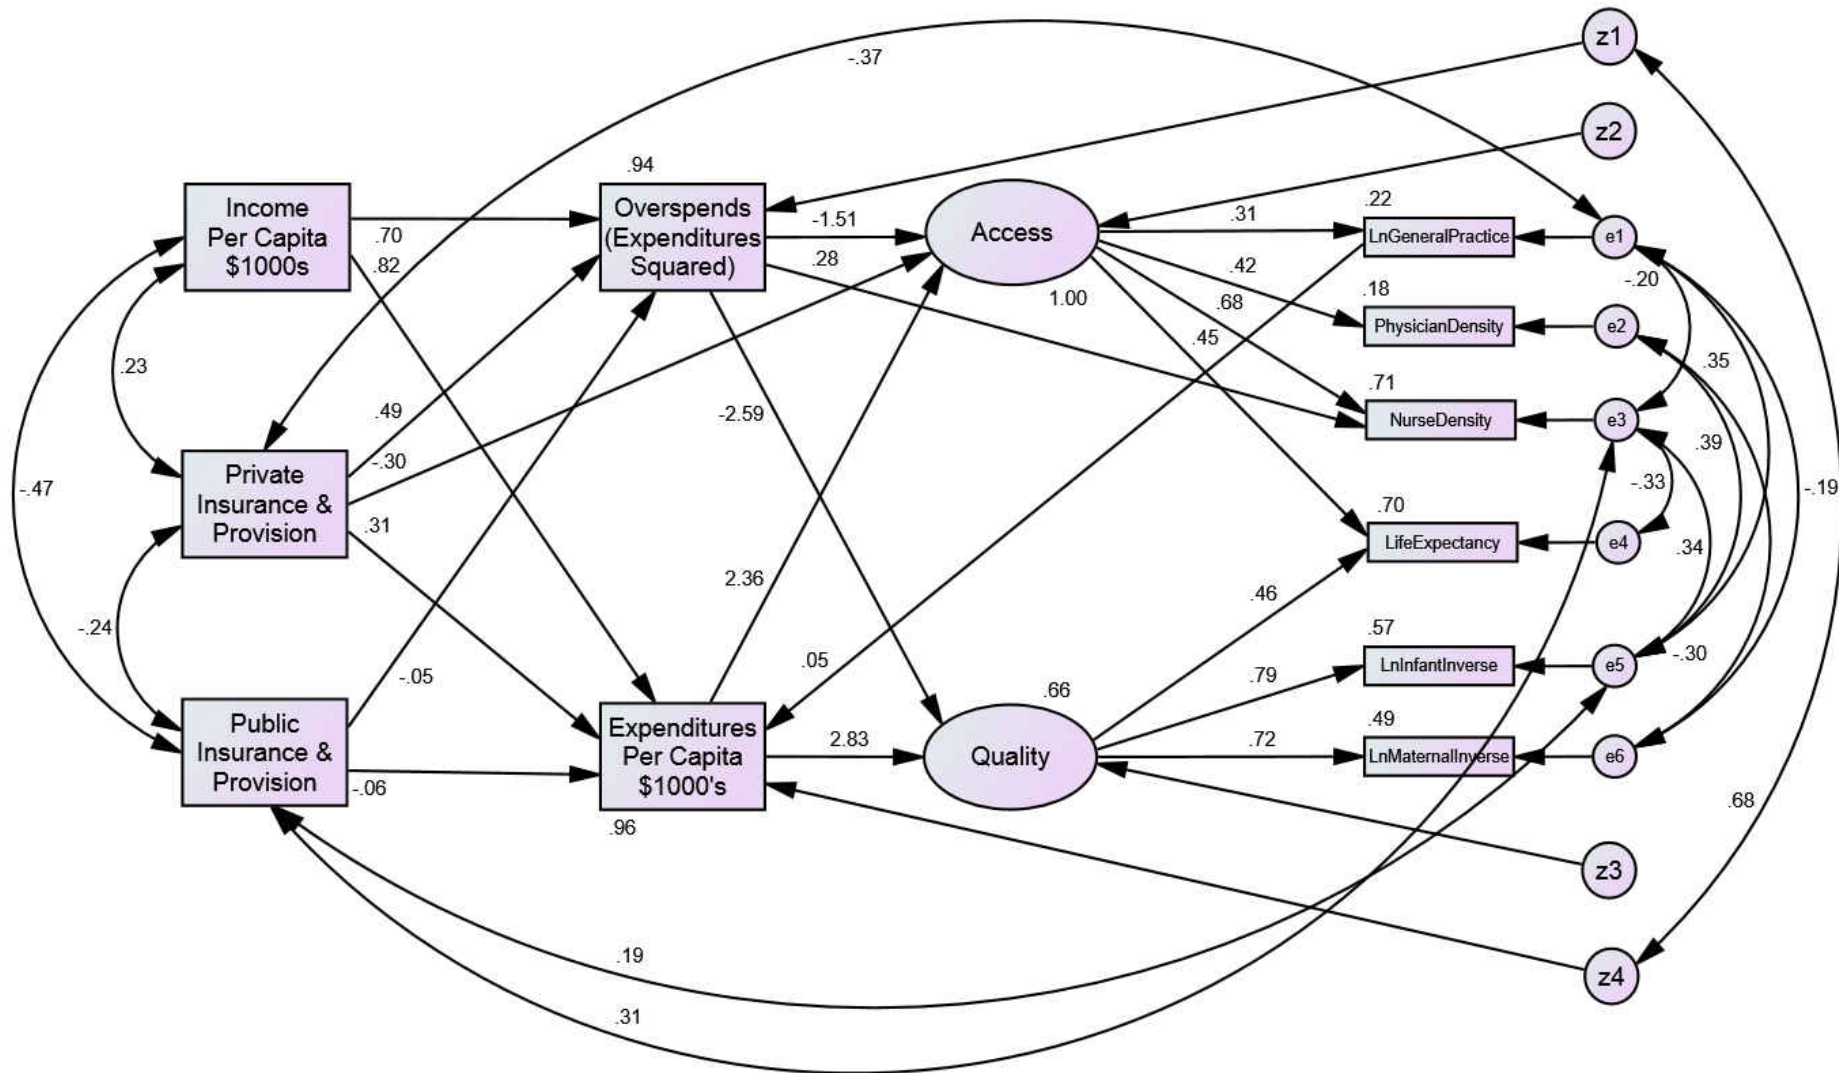 z1
-.37
z2
.94
Income
Per Capita
$1000s
Overspends
(Expenditures
Squared)
.70
.82
-1.51
.28
Access
1.00
.31
.42
.68
.45
.22
LnGeneralPractice
e1
-.20
.18
PhysicianDensity
e2
.35
.71
NurseDensity
e3
.39
-.33
-.19
.70
LifeExpectancy
e4
.34
.23
-.47
.49
-.30
.31
Private
Insurance &
Provision
-2.59
2.36
.46
.05
-.24
-.05
.57
LnInfantInverse
e5
-.30
.79
.66
Public
Insurance &
Provision
-.06
Expenditures
Per Capita
$1000's
.96
2.83
Quality
.72
.49
LnMaternalInverse
e6
.68
z3
.19
z4
.31